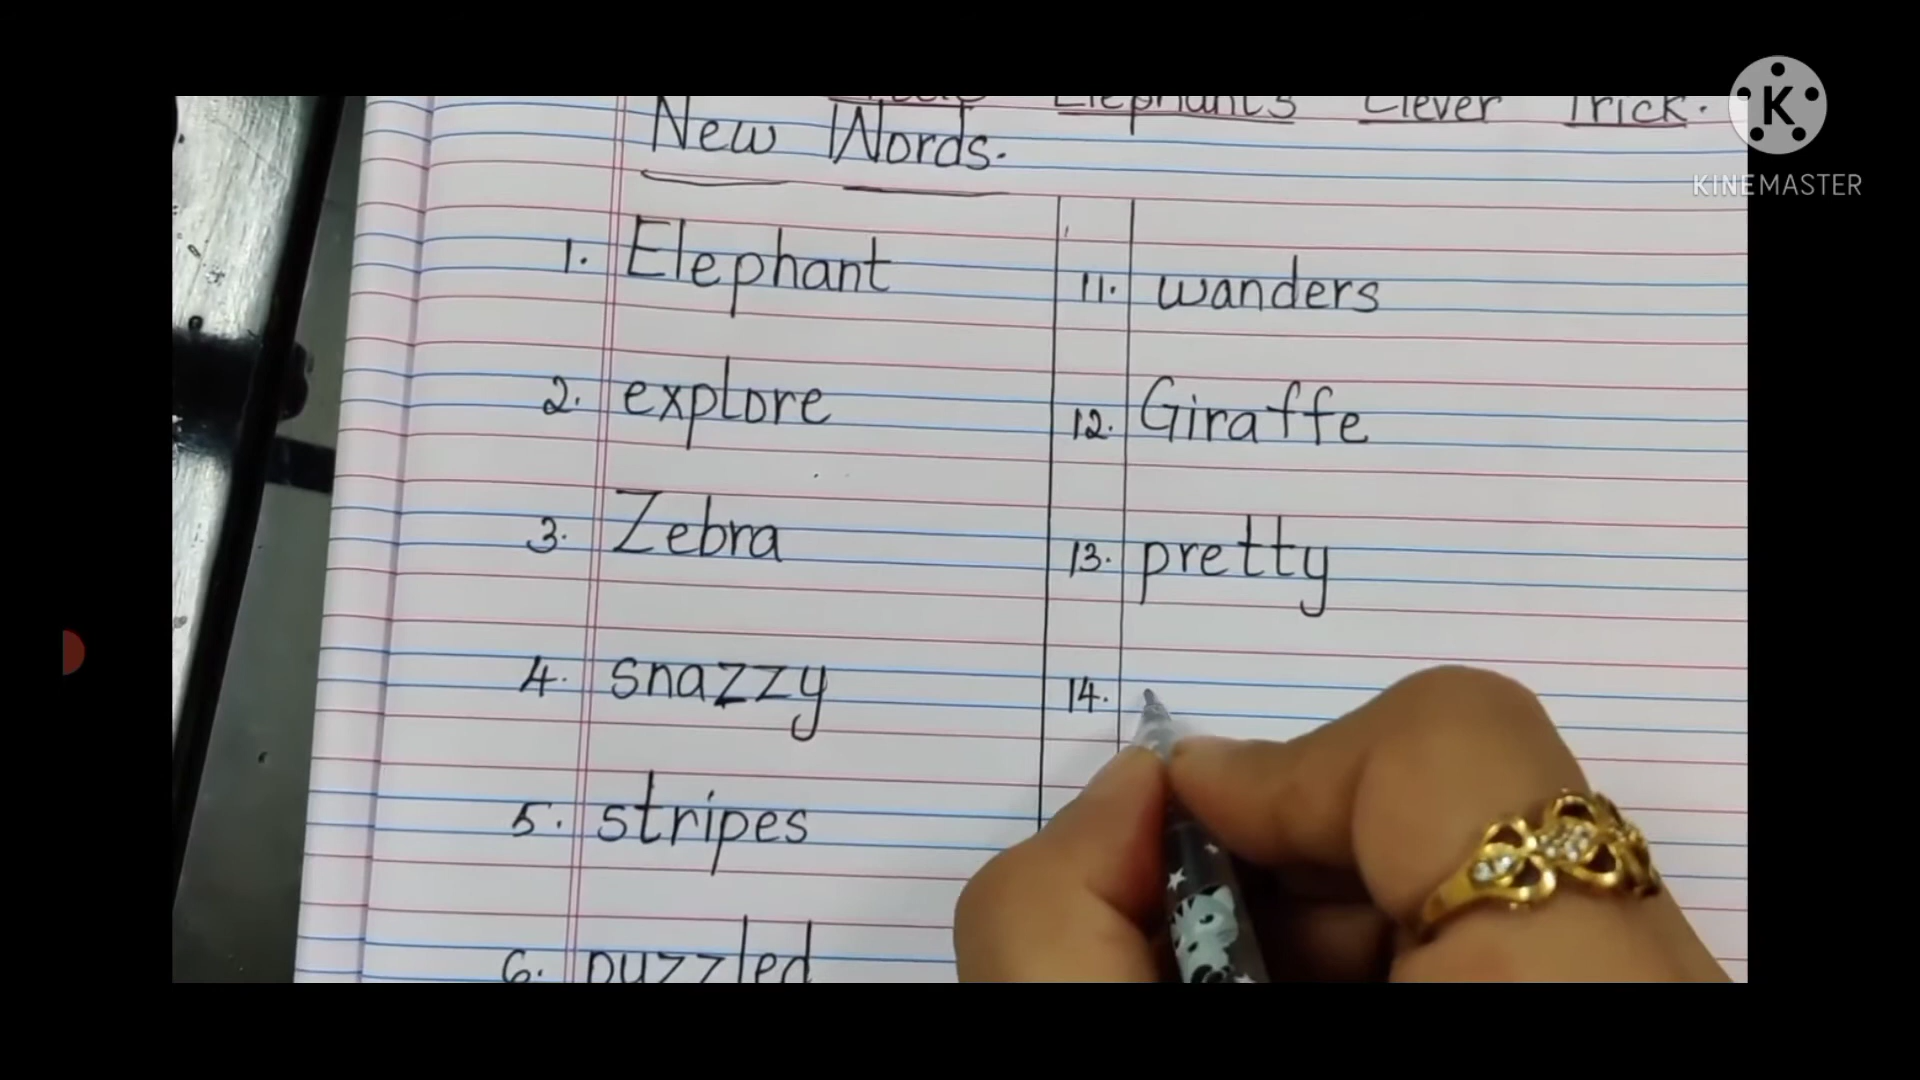 Elephant's Clever Trick.
New Words.
1. Elephant
2. explore
3. Zebra
4. snazzy
5. stripes
6. puzzled
11. wanders
12. Giraffe
13. pretty
14.
K
KINEMASTER